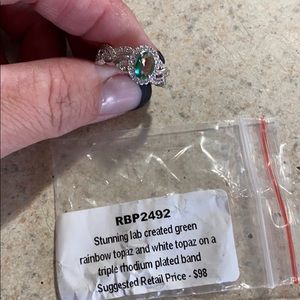 RBP2492
Stunning lab created green
rainbow topaz and white topaz on a
triple rhodium plated band
Suggested Retail Price - $98